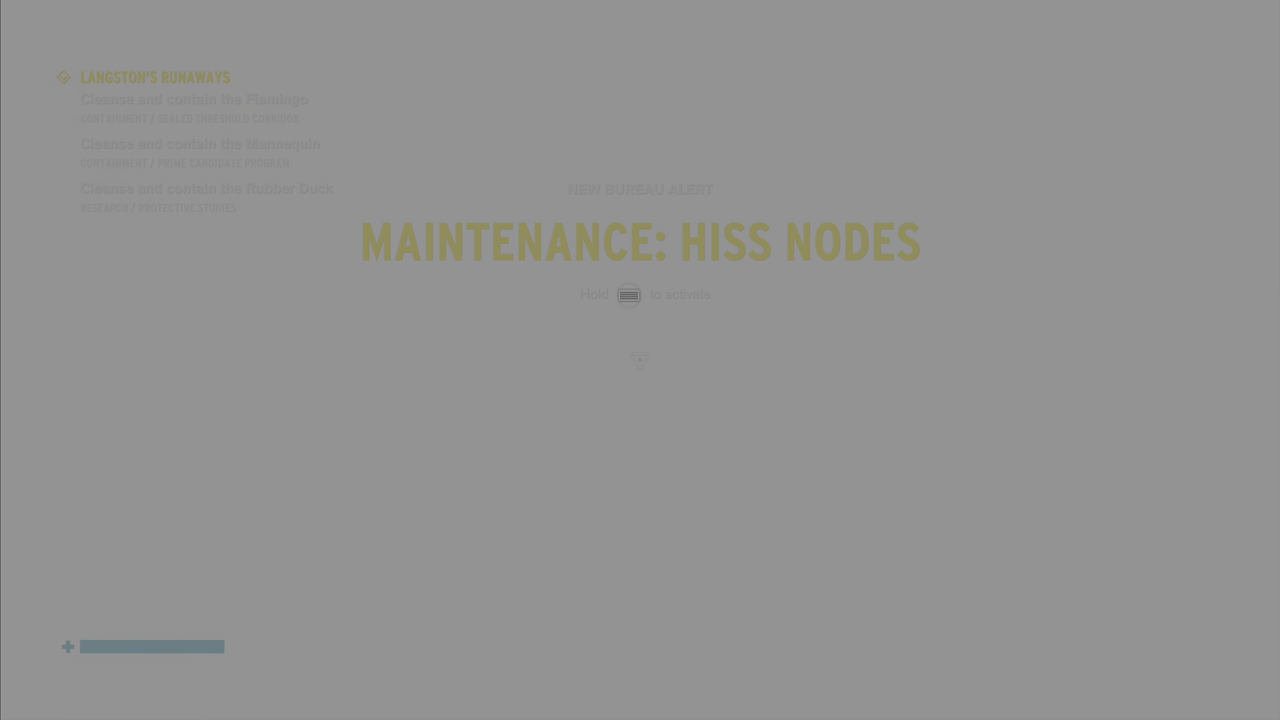 LANGSTON'S RUNAWAYS
Cleanse and contain the Flamingo
CONTAINMENT / SEALED THRESHOLD CORRIDOR
Cleanse and contain the Mannequin
CONTAINMENT / PRIME CANDIDATE PROGRAM
Cleanse and contain the Rubber Duck
RESEARCH / PROTECTIVE STUDIES
NEW BUREAU ALERT
MAINTENANCE: HISS NODES
Hold to activate